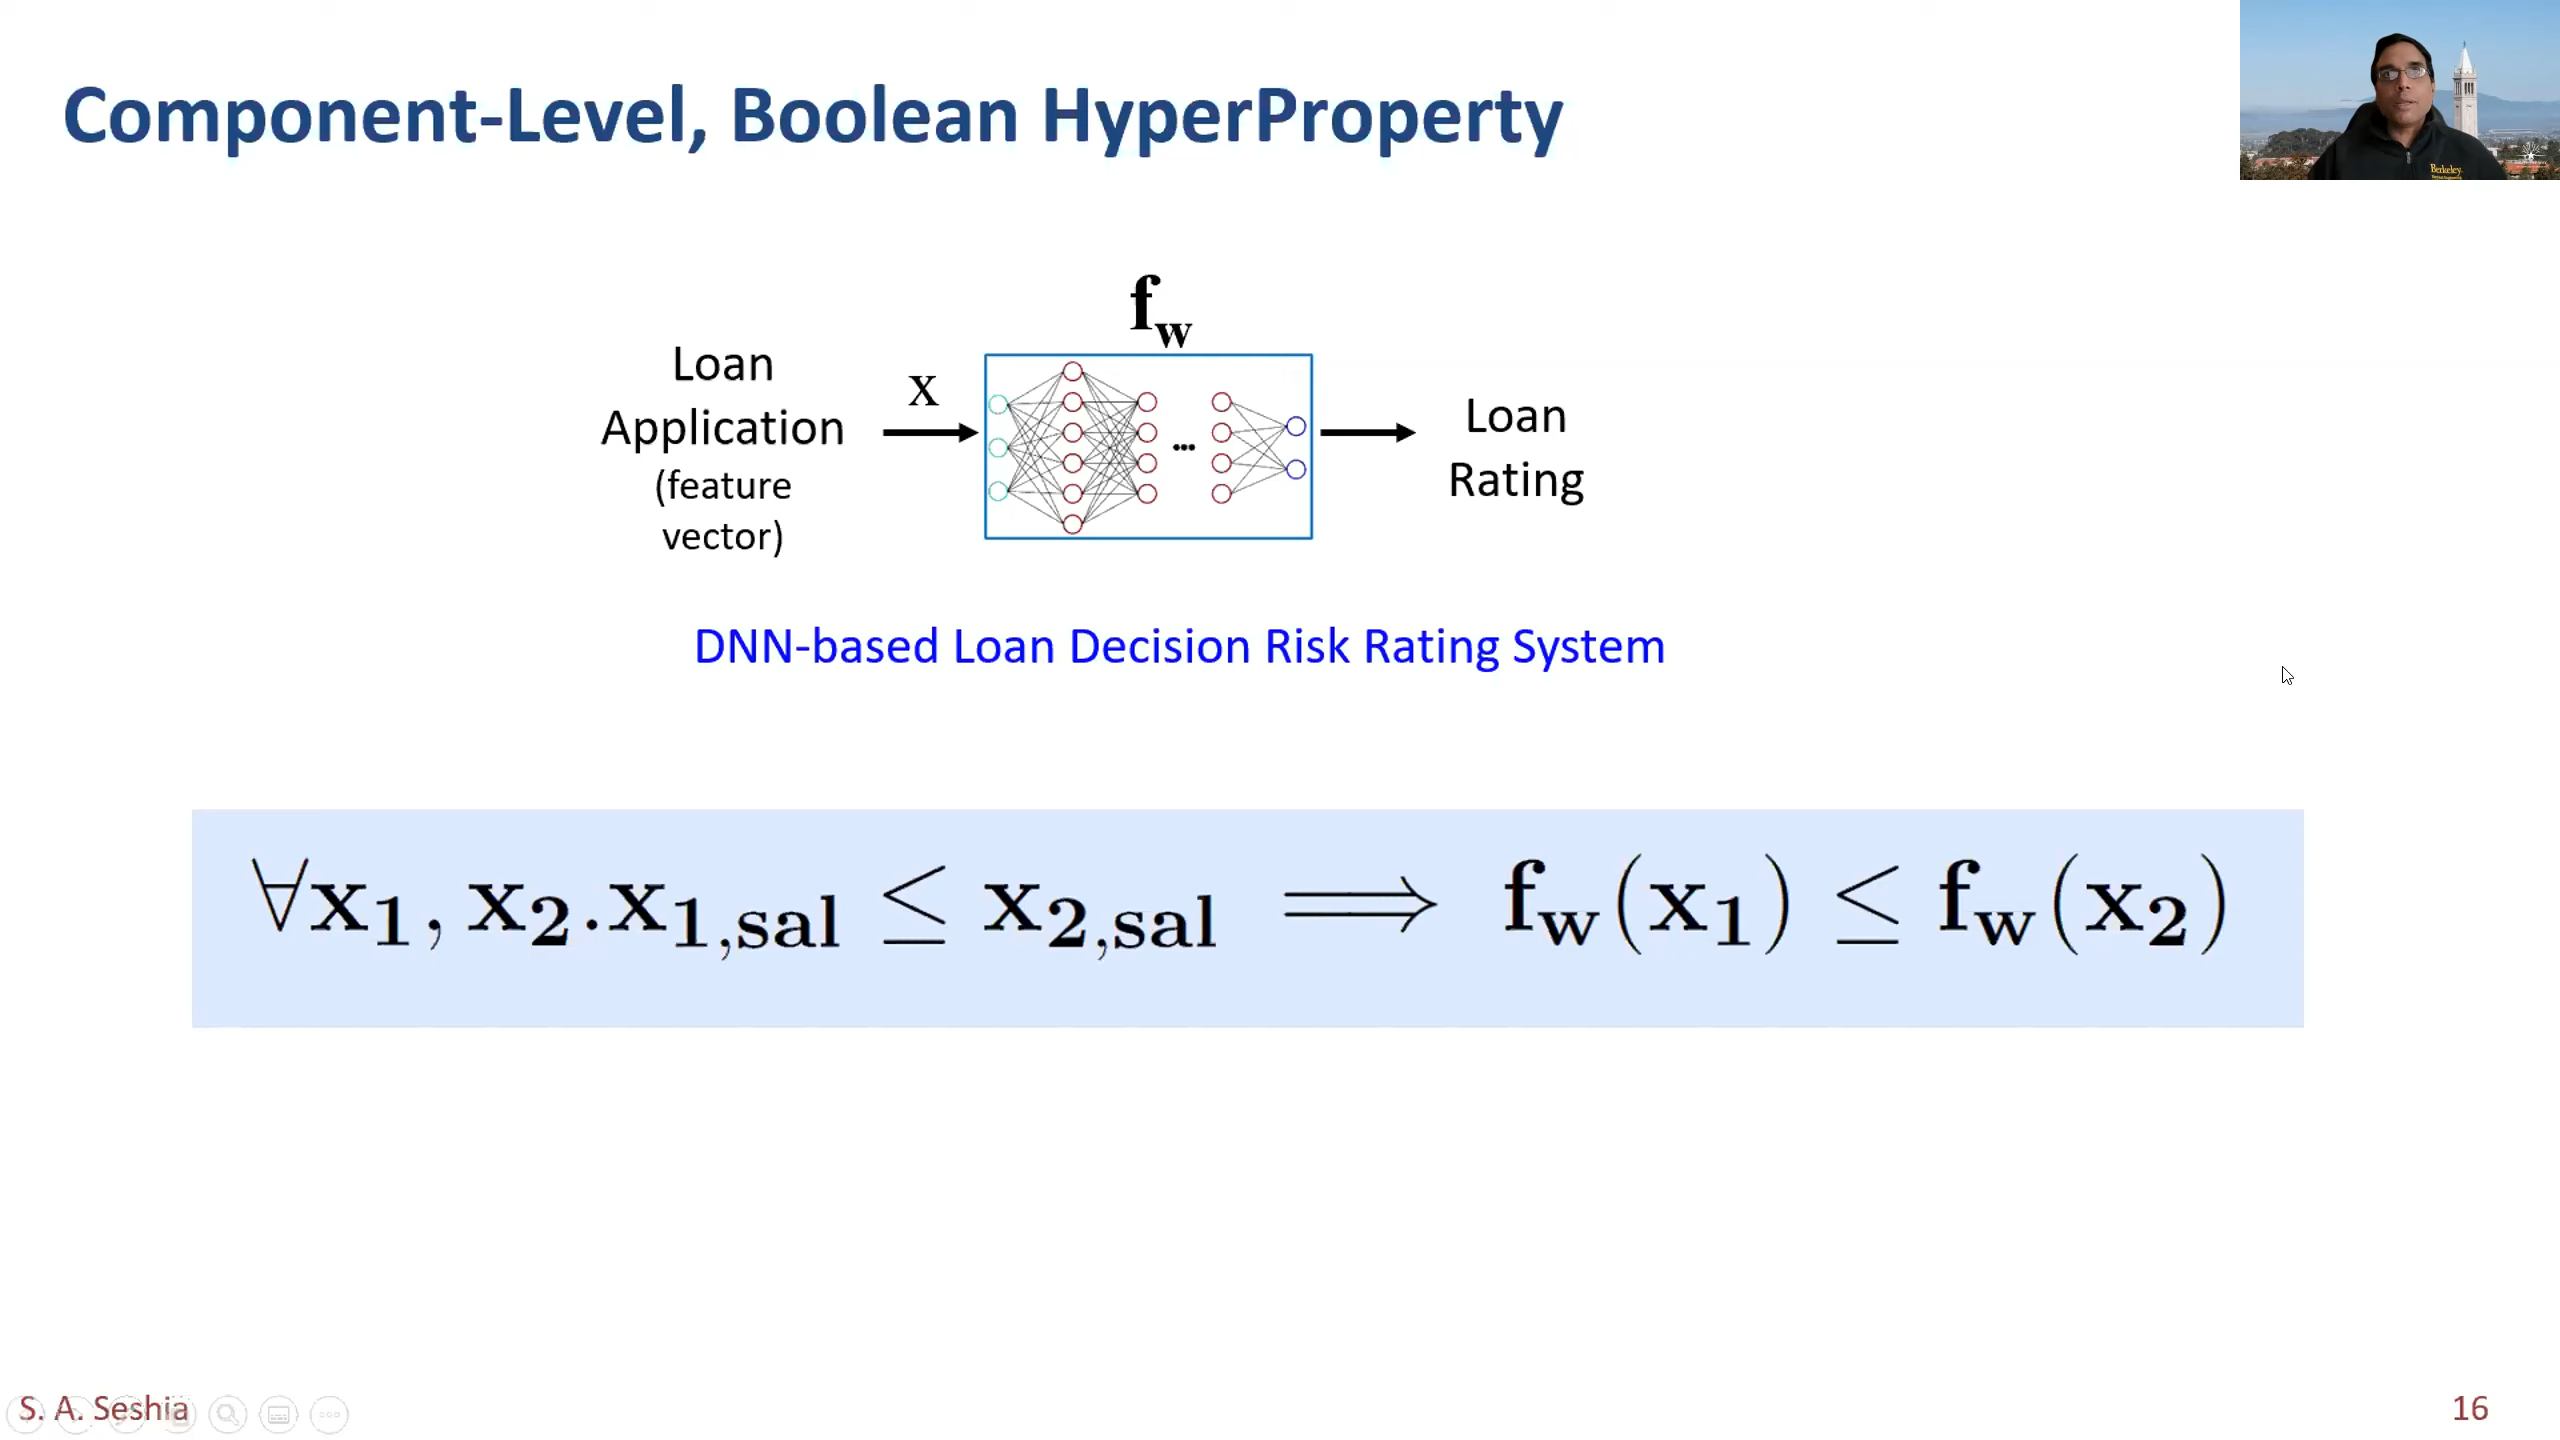 Component-Level, Boolean HyperProperty
Berkeley
f_w
Loan
Application
(feature
vector)
X
...
Loan
Rating
DNN-based Loan Decision Risk Rating System
∀x₁, x₂.x₁,sal ≤ x₂,sal ⟹ f_w(x₁) ≤ f_w(x₂)
S. A. Seshia
16